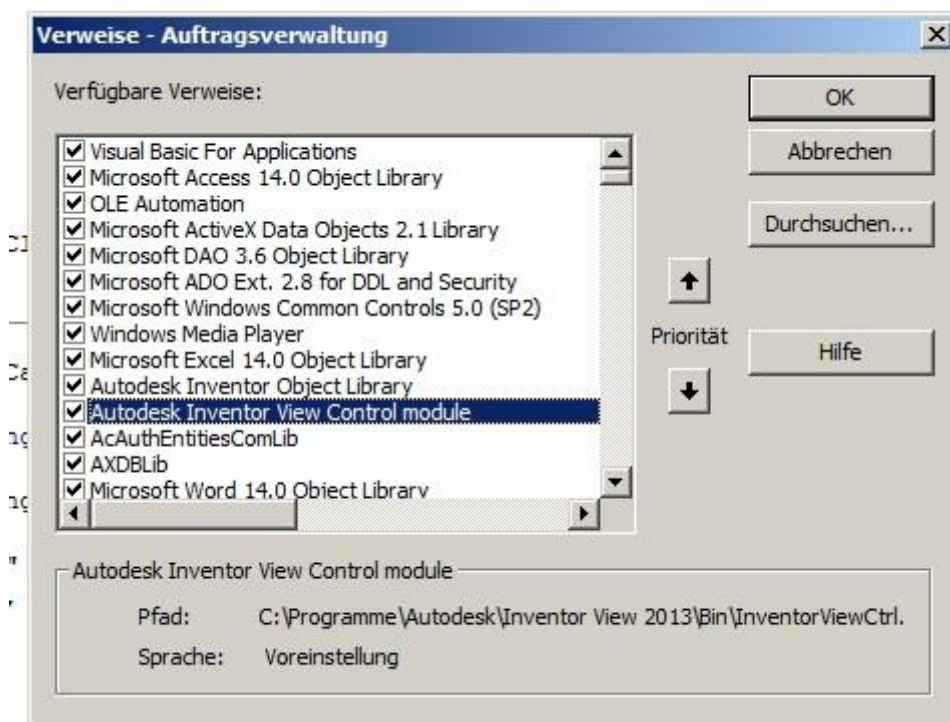 Verweise - Auftragsverwaltung
Verfügbare Verweise:
OK
Abbrechen
Durchsuchen...
Priorität
Hilfe
Visual Basic For Applications
Microsoft Access 14.0 Object Library
OLE Automation
Microsoft ActiveX Data Objects 2.1 Library
Microsoft DAO 3.6 Object Library
Microsoft ADO Ext. 2.8 for DDL and Security
Microsoft Windows Common Controls 5.0 (SP2)
Windows Media Player
Microsoft Excel 14.0 Object Library
Autodesk Inventor Object Library
Autodesk Inventor View Control module
AcAuthEntitiesComLib
AXDBLib
Microsoft Word 14.0 Object Library
Autodesk Inventor View Control module
Pfad: C:\Programme\Autodesk\Inventor View 2013\Bin\InventorViewCtrl.
Sprache: Voreinstellung